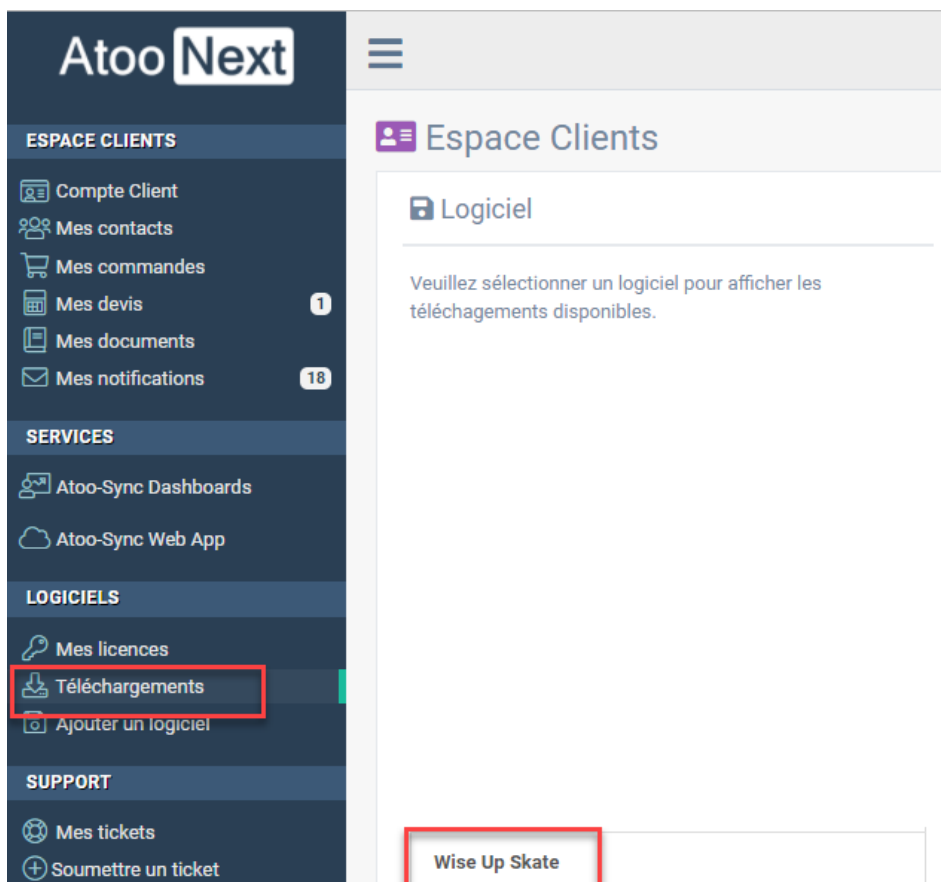 Atoo Next
ESPACE CLIENTS
Compte Client
Mes contacts
Mes commandes
Mes devis 1
Mes documents
Mes notifications 18
SERVICES
Atoo-Sync Dashboards
Atoo-Sync Web App
LOGICIELS
Mes licences
Téléchargements
Ajouter un logiciel
SUPPORT
Mes tickets
Soumettre un ticket
Espace Clients
Logiciel
Veuillez sélectionner un logiciel pour afficher les
téléchagements disponibles.
Wise Up Skate